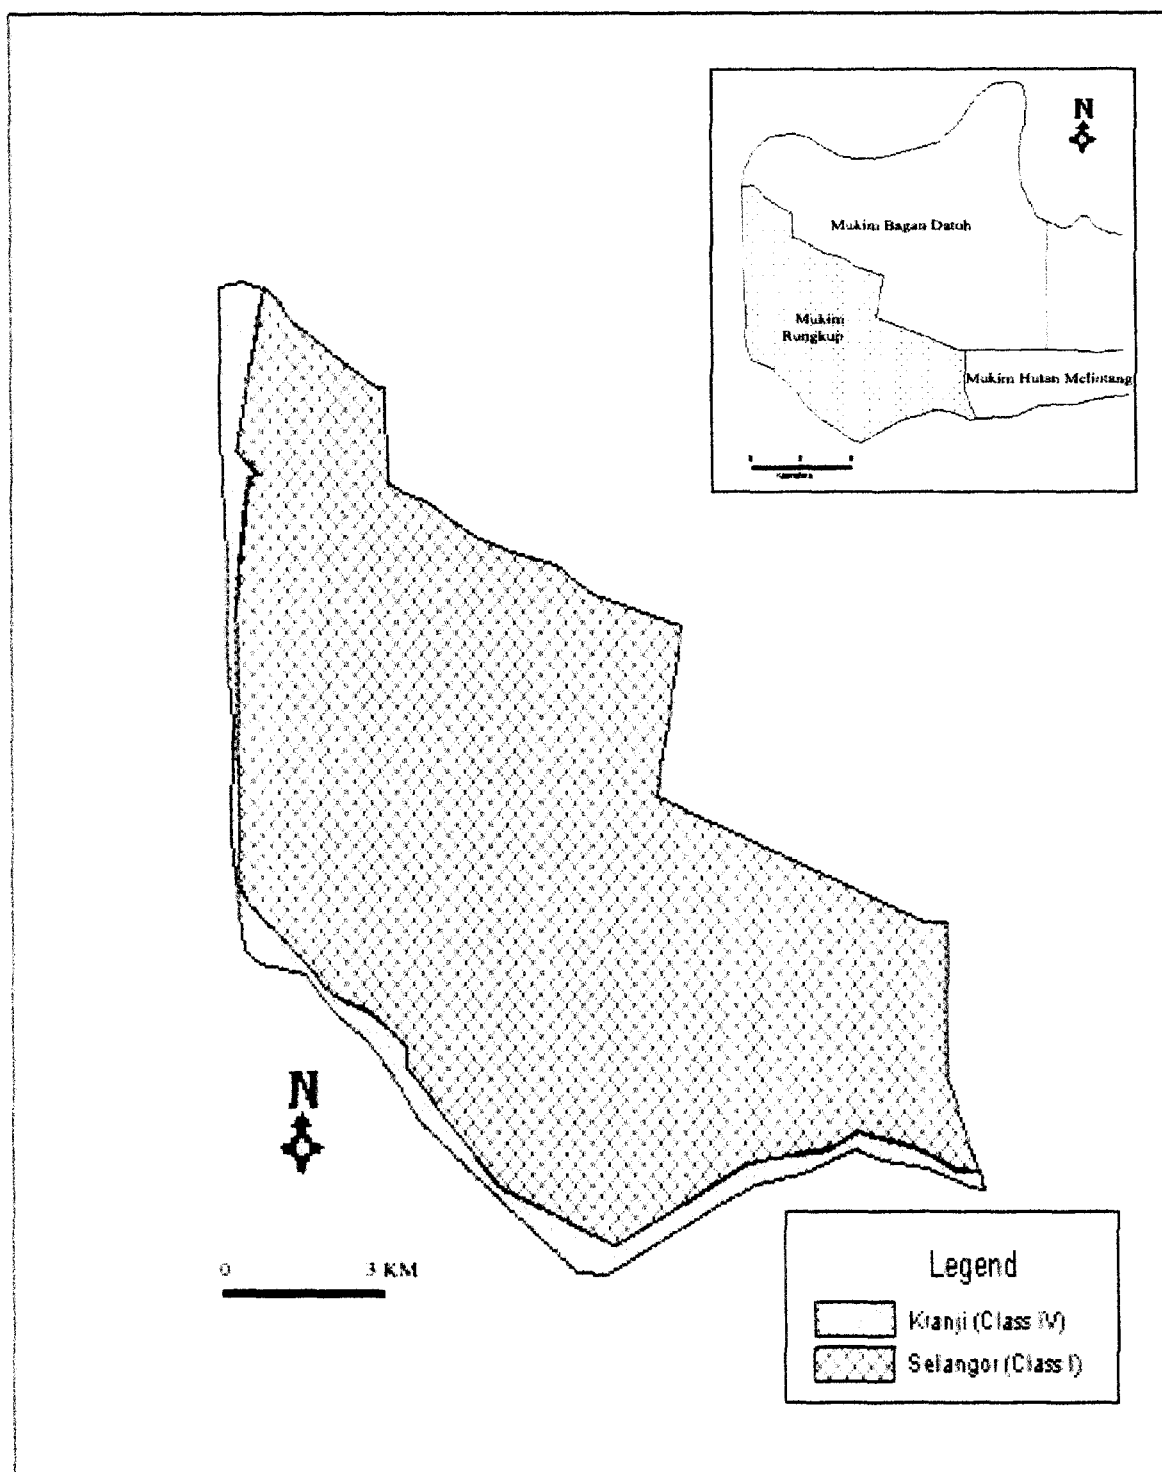 N
Mukim Bagan Datoh
Mukim
Rungkup
Mukim Hutan Melintang
N
0 3 KM
Legend
Kranji (Class IV)
Selangor (Class I)